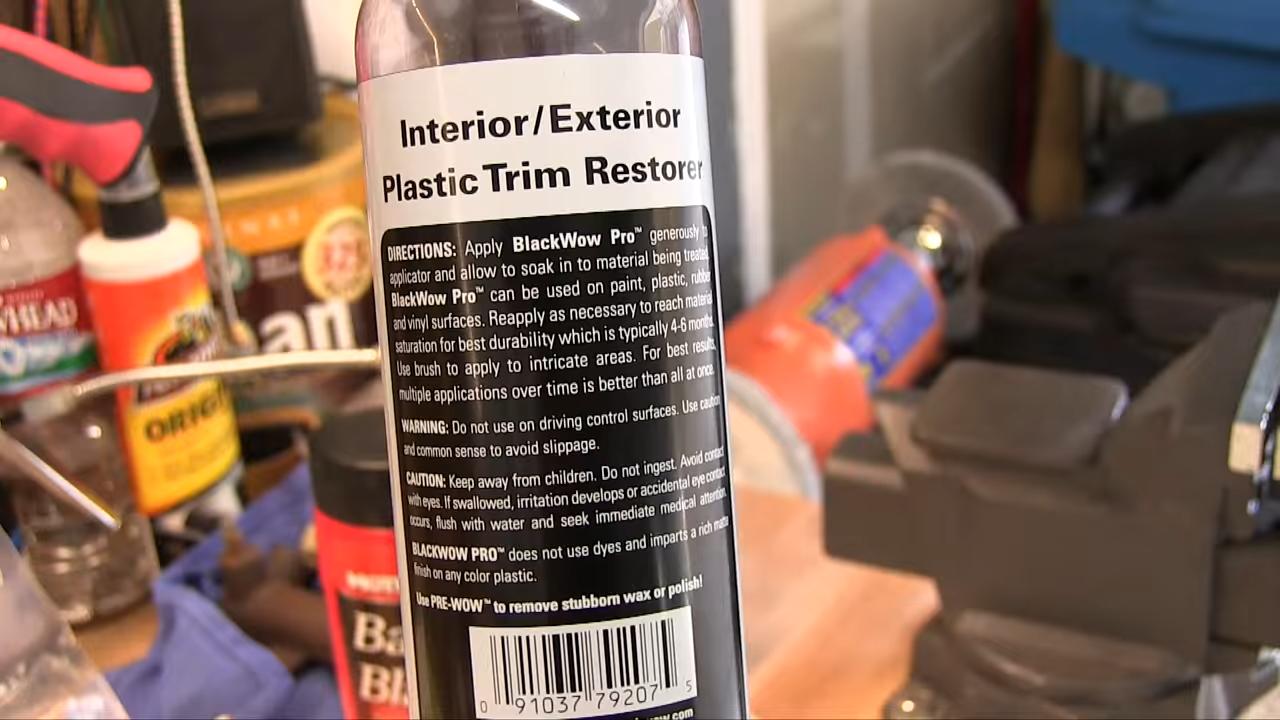 Interior/Exterior
Plastic Trim Restorer
DIRECTIONS: Apply BlackWow Pro™ generously to
applicator and allow to soak in to material being treated.
BlackWow Pro™ can be used on paint, plastic, rubber
and vinyl surfaces. Reapply as necessary to reach material
saturation for best durability which is typically 4-6 months.
Use brush to apply to intricate areas. For best results,
multiple applications over time is better than all at once.
WARNING: Do not use on driving control surfaces. Use caution
and common sense to avoid slippage.
CAUTION: Keep away from children. Do not ingest. Avoid contact
with eyes. If swallowed, irritation develops or accidental eye contact
occurs, flush with water and seek immediate medical attention.
BLACKWOW PRO™ does not use dyes and imparts a rich matte
finish on any color plastic.
Use PRE-WOW™ to remove stubborn wax or polish!
0 91037 79207 5
ORIGI
an
Ba